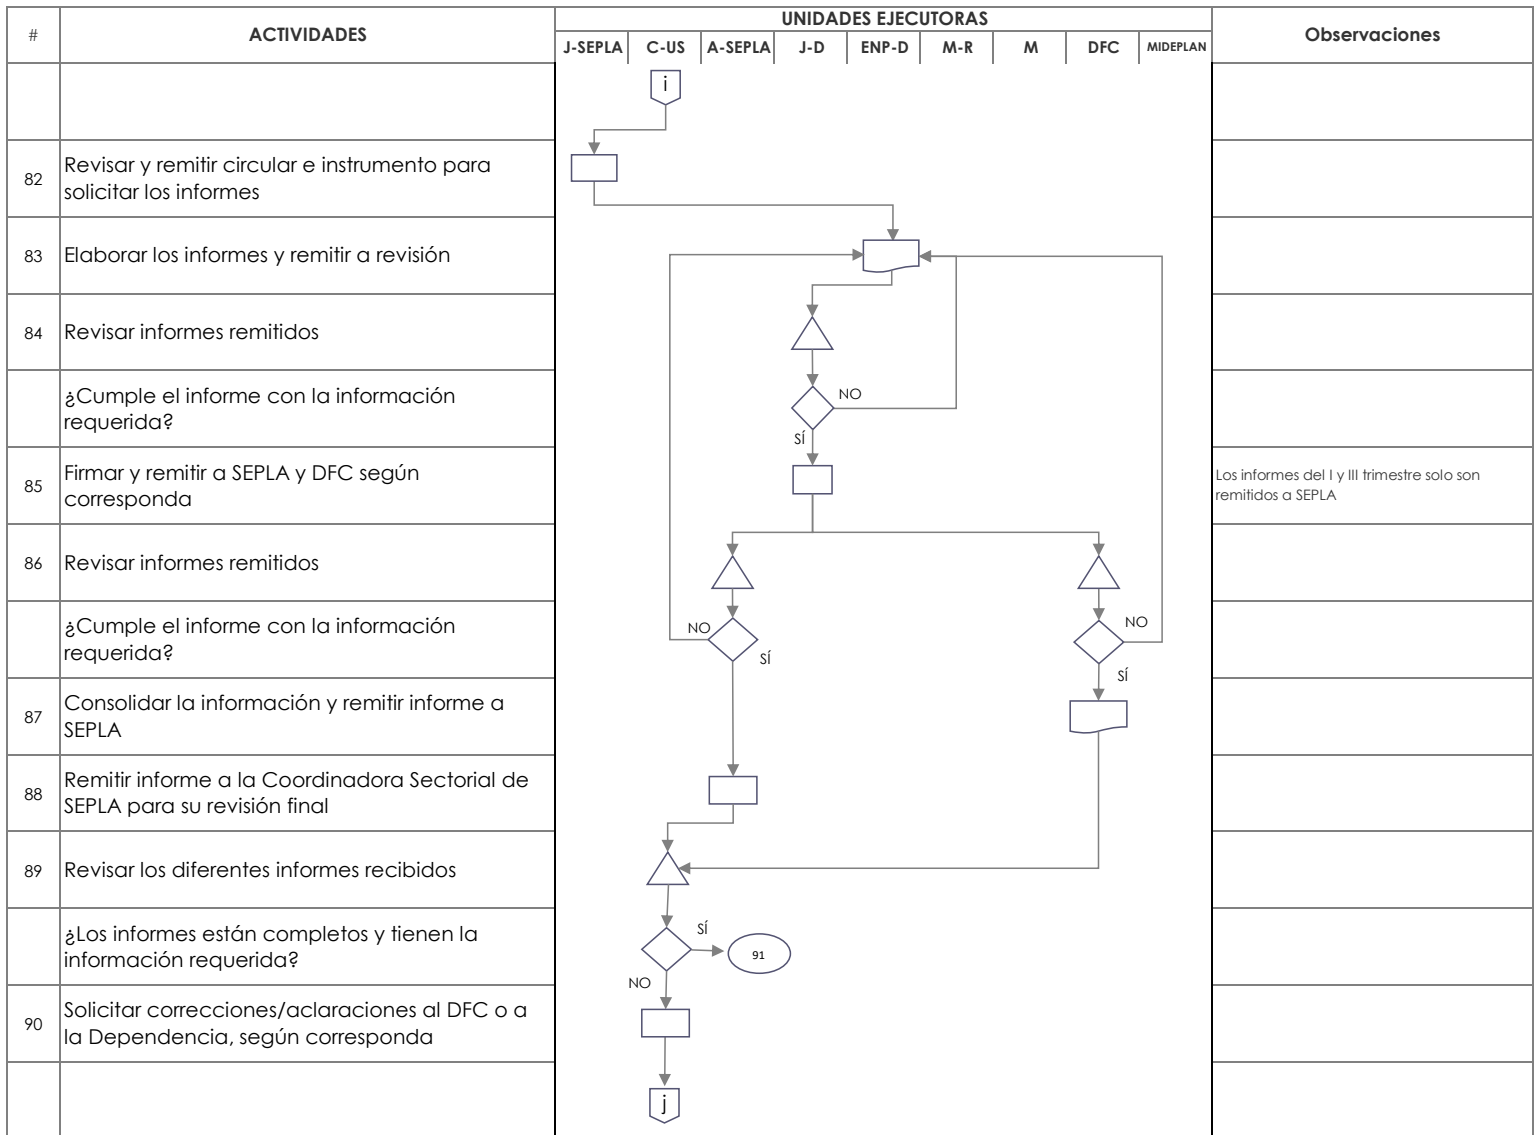 #
ACTIVIDADES
UNIDADES EJECUTORAS
Observaciones
J-SEPLA C-US A-SEPLA J-D ENP-D M-R M DFC MIDEPLAN
i
82 Revisar y remitir circular e instrumento para
solicitar los informes
83 Elaborar los informes y remitir a revisión
84 Revisar informes remitidos
¿Cumple el informe con la información
requerida?
NO
SÍ
85 Firmar y remitir a SEPLA y DFC según
corresponda
Los informes del I y III trimestre solo son
remitidos a SEPLA
86 Revisar informes remitidos
¿Cumple el informe con la información
requerida?
NO
SÍ
NO
SÍ
87 Consolidar la información y remitir informe a
SEPLA
88 Remitir informe a la Coordinadora Sectorial de
SEPLA para su revisión final
89 Revisar los diferentes informes recibidos
¿Los informes están completos y tienen la
información requerida?
SÍ
91
NO
90 Solicitar correcciones/aclaraciones al DFC o a
la Dependencia, según corresponda
j